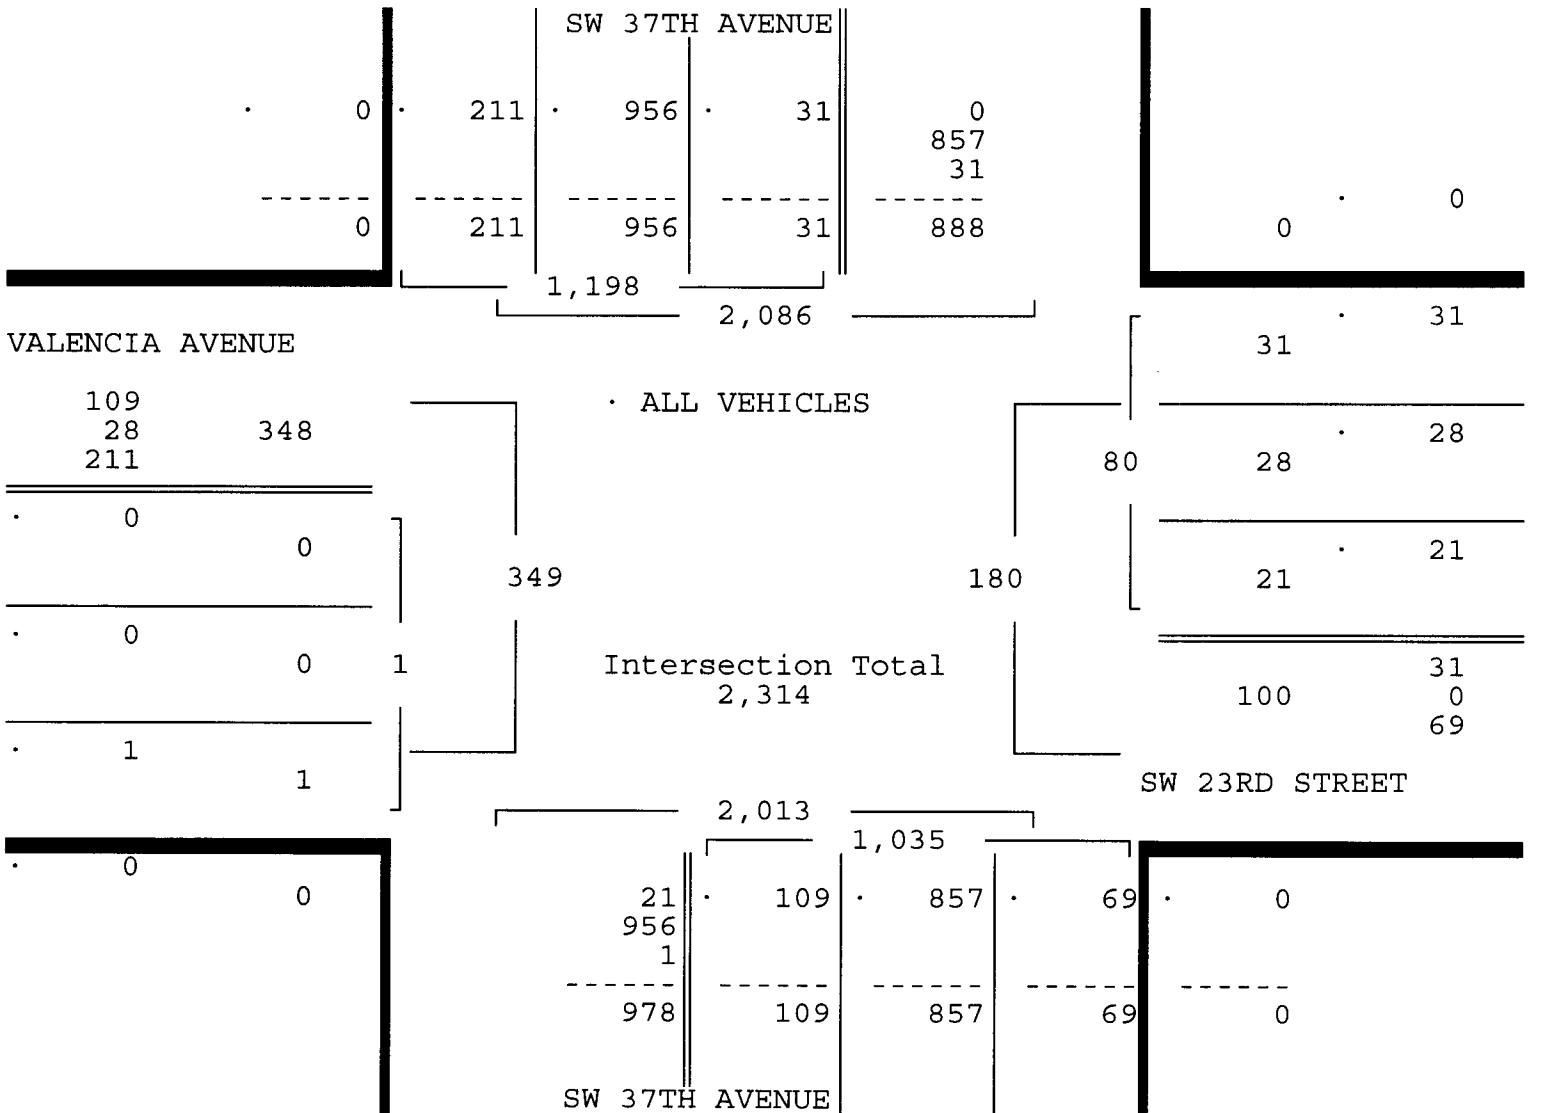 SW 37TH AVENUE
· 0 · 211 · 956 · 31 0
857
31
------ ------ ------ ------ ------ · 0
0 211 956 31 888 0
1,198
2,086 · 31
VALENCIA AVENUE 31
109 · ALL VEHICLES
28 348 · 28
211 80 28
· 0
0 · 21
349 180 21
· 0
0 1 Intersection Total 31
2,314 100 0
69
· 1
1 SW 23RD STREET
2,013
1,035
· 0
0 21 · 109 · 857 · 69 · 0
956
1
------ ------ ------ ------ ------
978 109 857 69 0
SW 37TH AVENUE